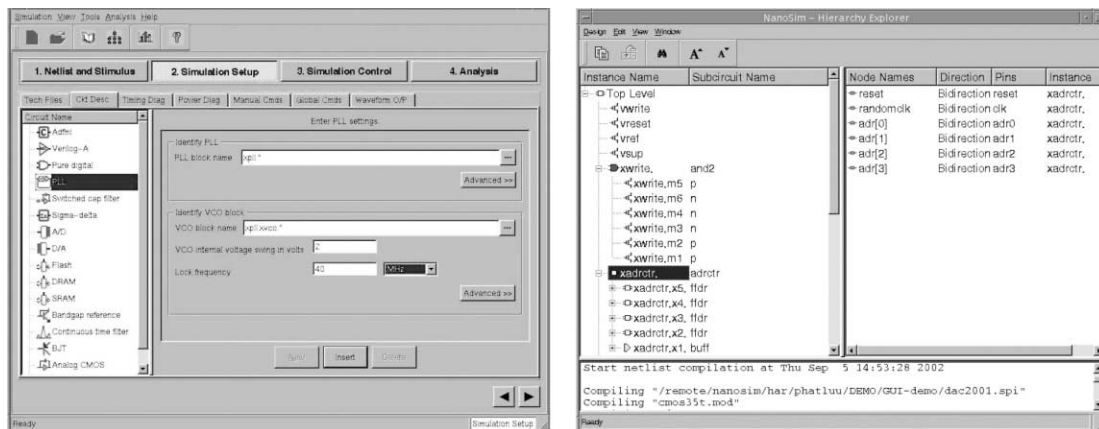 Simulation View Tools Analysis Help
1. Netlist and Stimulus
2. Simulation Setup
3. Simulation Control
4. Analysis
Tech Files
Ckt Desc
Timing Diag
Power Diag
Manual Cmds
Global Cmds
Waveform O/P
Circuit Name
Adfel
Verilog-A
Pure digital
PLL
Switched cap filter
Sigma-delta
A/D
D/A
Flash
DRAM
SRAM
Bandgap reference
Continuous time filter
BJT
Analog CMOS
Enter PLL settings.
Identify PLL
PLL block name xpll.*
Advanced >>
Identify VCO block
VCO block name xpll.xvco.*
VCO internal voltage swing in volts 2
Lock frequency 40 MHz
Advanced >>
Insert
Delete
Ready
Simulation Setup
NanoSim - Hierarchy Explorer
Design Edit View Window
Instance Name Subcircuit Name
Top Level
vwrite
vreset
vref
vsup
xwrite. and2
xwrite.m5 p
xwrite.m6 n
xwrite.m4 n
xwrite.m3 n
xwrite.m2 p
xwrite.m1 p
xadrctr. adrctr
xadrctr.x5. ffdr
xadrctr.x4. ffdr
xadrctr.x3. ffdr
xadrctr.x2. ffdr
xadrctr.x1. buff
Node Names Direction Pins Instance
reset Bidirection reset xadrctr.
randomclk Bidirection clk xadrctr.
adr[0] Bidirection adr0 xadrctr.
adr[1] Bidirection adr1 xadrctr.
adr[2] Bidirection adr2 xadrctr.
adr[3] Bidirection adr3 xadrctr.
Start netlist compilation at Thu Sep 5 14:53:28 2002
Compiling "/remote/nanosim/har/phatluu/DEMO/GUI-demo/dac2001.spi"
Compiling "cmos35t.mod"
Ready